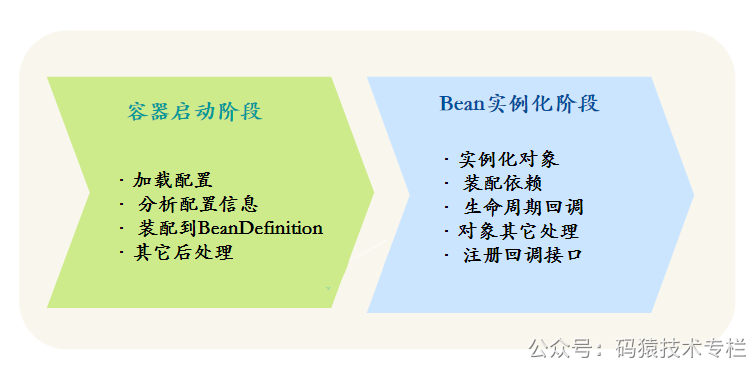 容器启动阶段
· 加载配置
· 分析配置信息
· 装配到BeanDefinition
· 其它后处理
Bean实例化阶段
· 实例化对象
· 装配依赖
· 生命周期回调
· 对象其它处理
· 注册回调接口
公众号：码猿技术专栏